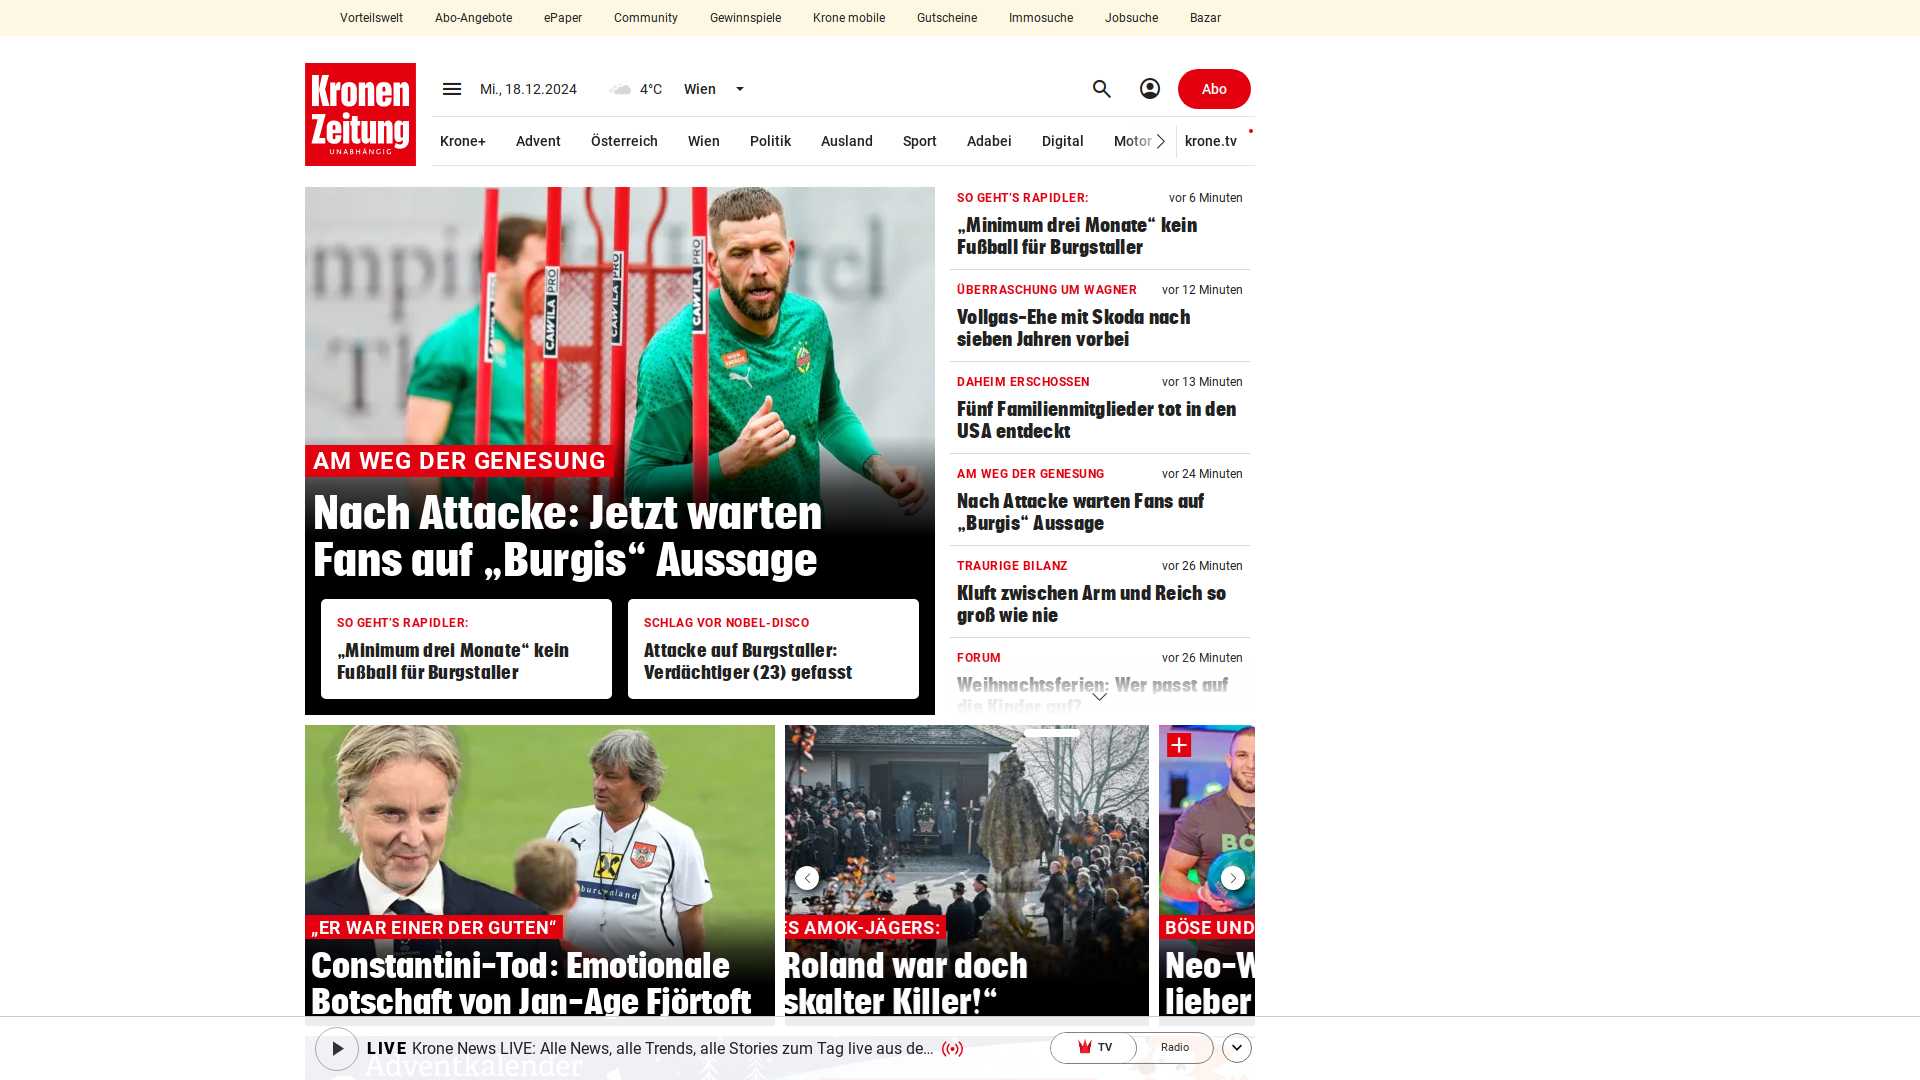 Vorteilswelt Abo-Angebote ePaper Community Gewinnspiele Krone mobile Gutscheine Immosuche Jobsuche Bazar
Kronen
Zeitung
UNABHÄNGIG
Mi., 18.12.2024 4°C Wien
Abo
Krone+ Advent Österreich Wien Politik Ausland Sport Adabei Digital Motor krone.tv
CAWILA PRO
CAWILA PRO
CAWILA PRO
AM WEG DER GENESUNG
Nach Attacke: Jetzt warten
Fans auf „Burgis“ Aussage
SO GEHT'S RAPIDLER:
„Minimum drei Monate“ kein
Fußball für Burgstaller
SCHLAG VOR NOBEL-DISCO
Attacke auf Burgstaller:
Verdächtiger (23) gefasst
SO GEHT'S RAPIDLER: vor 6 Minuten
„Minimum drei Monate“ kein
Fußball für Burgstaller
ÜBERRASCHUNG UM WAGNER vor 12 Minuten
Vollgas-Ehe mit Skoda nach
sieben Jahren vorbei
DAHEIM ERSCHOSSEN vor 13 Minuten
Fünf Familienmitglieder tot in den
USA entdeckt
AM WEG DER GENESUNG vor 24 Minuten
Nach Attacke warten Fans auf
„Burgis“ Aussage
TRAURIGE BILANZ vor 26 Minuten
Kluft zwischen Arm und Reich so
groß wie nie
FORUM vor 26 Minuten
Weihnachtsferien: Wer passt auf
die Kinder auf?
„ER WAR EINER DER GUTEN“
Constantini-Tod: Emotionale
Botschaft von Jan-Age Fjörtoft
ES AMOK-JÄGERS:
Roland war doch
skalter Killer!“
BÖSE UND
Neo-W
lieber
LIVE Krone News LIVE: Alle News, alle Trends, alle Stories zum Tag live aus de...
TV
Radio
Adventkalender